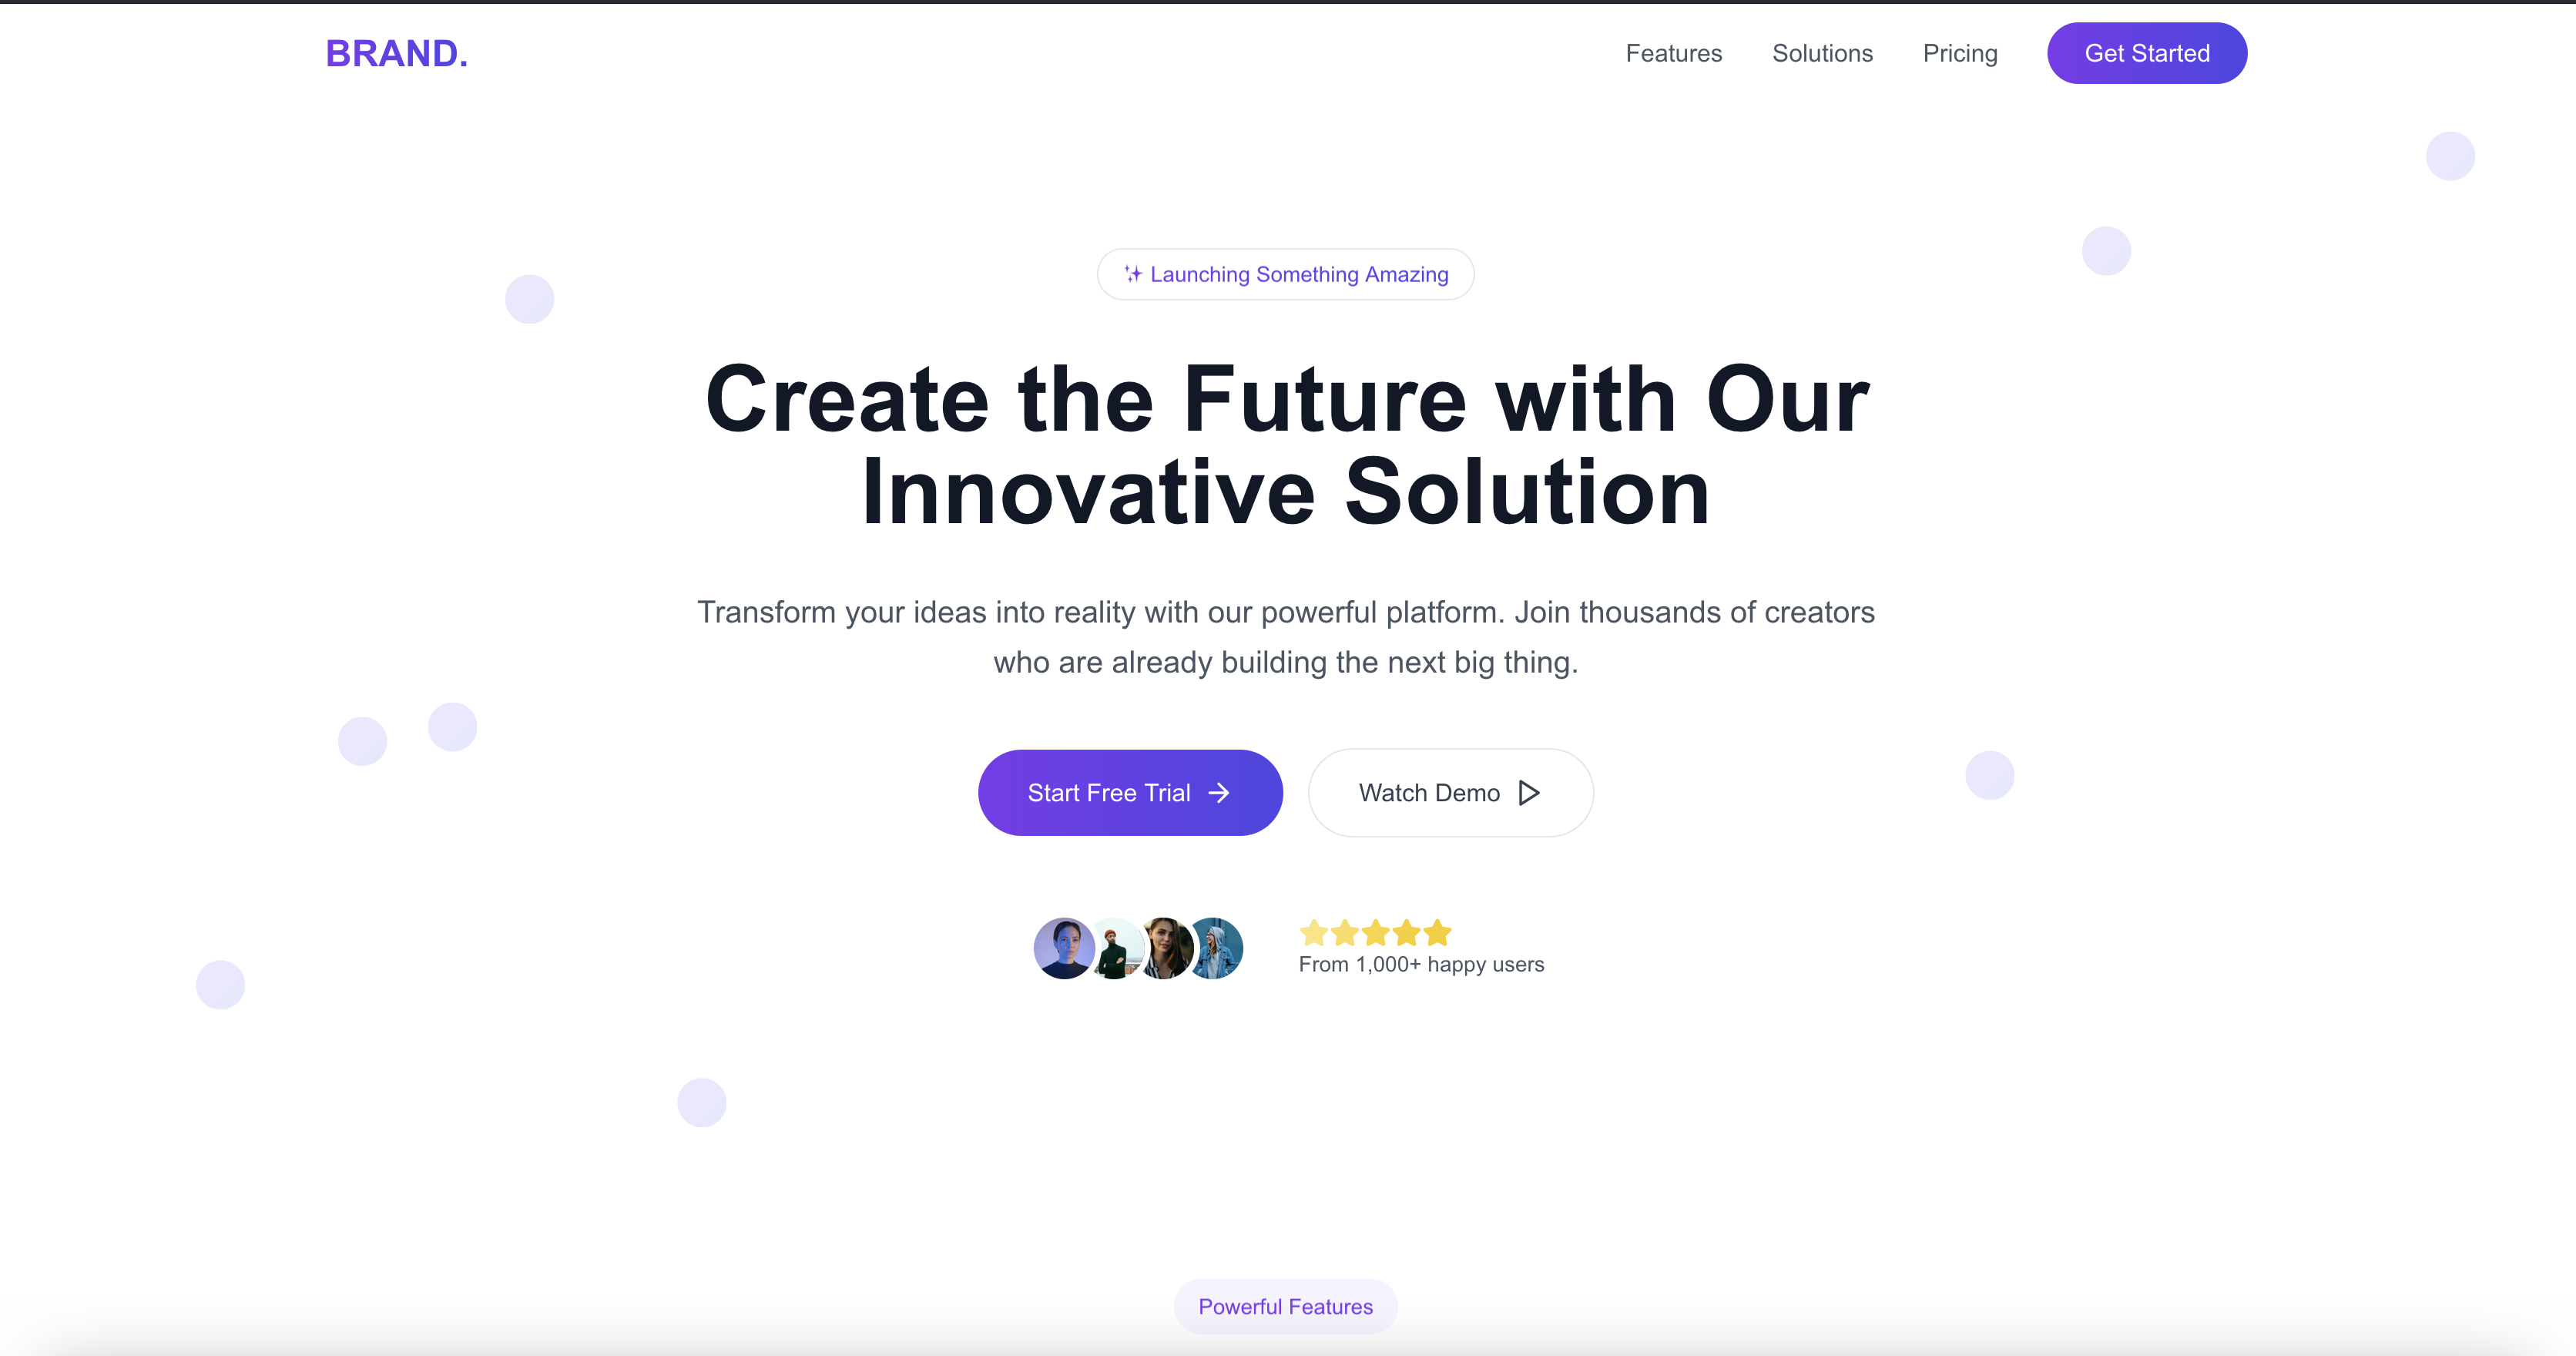 BRAND.
Features
Solutions
Pricing
Get Started
Launching Something Amazing
Create the Future with Our
Innovative Solution
Transform your ideas into reality with our powerful platform. Join thousands of creators
who are already building the next big thing.
Start Free Trial
Watch Demo
From 1,000+ happy users
Powerful Features